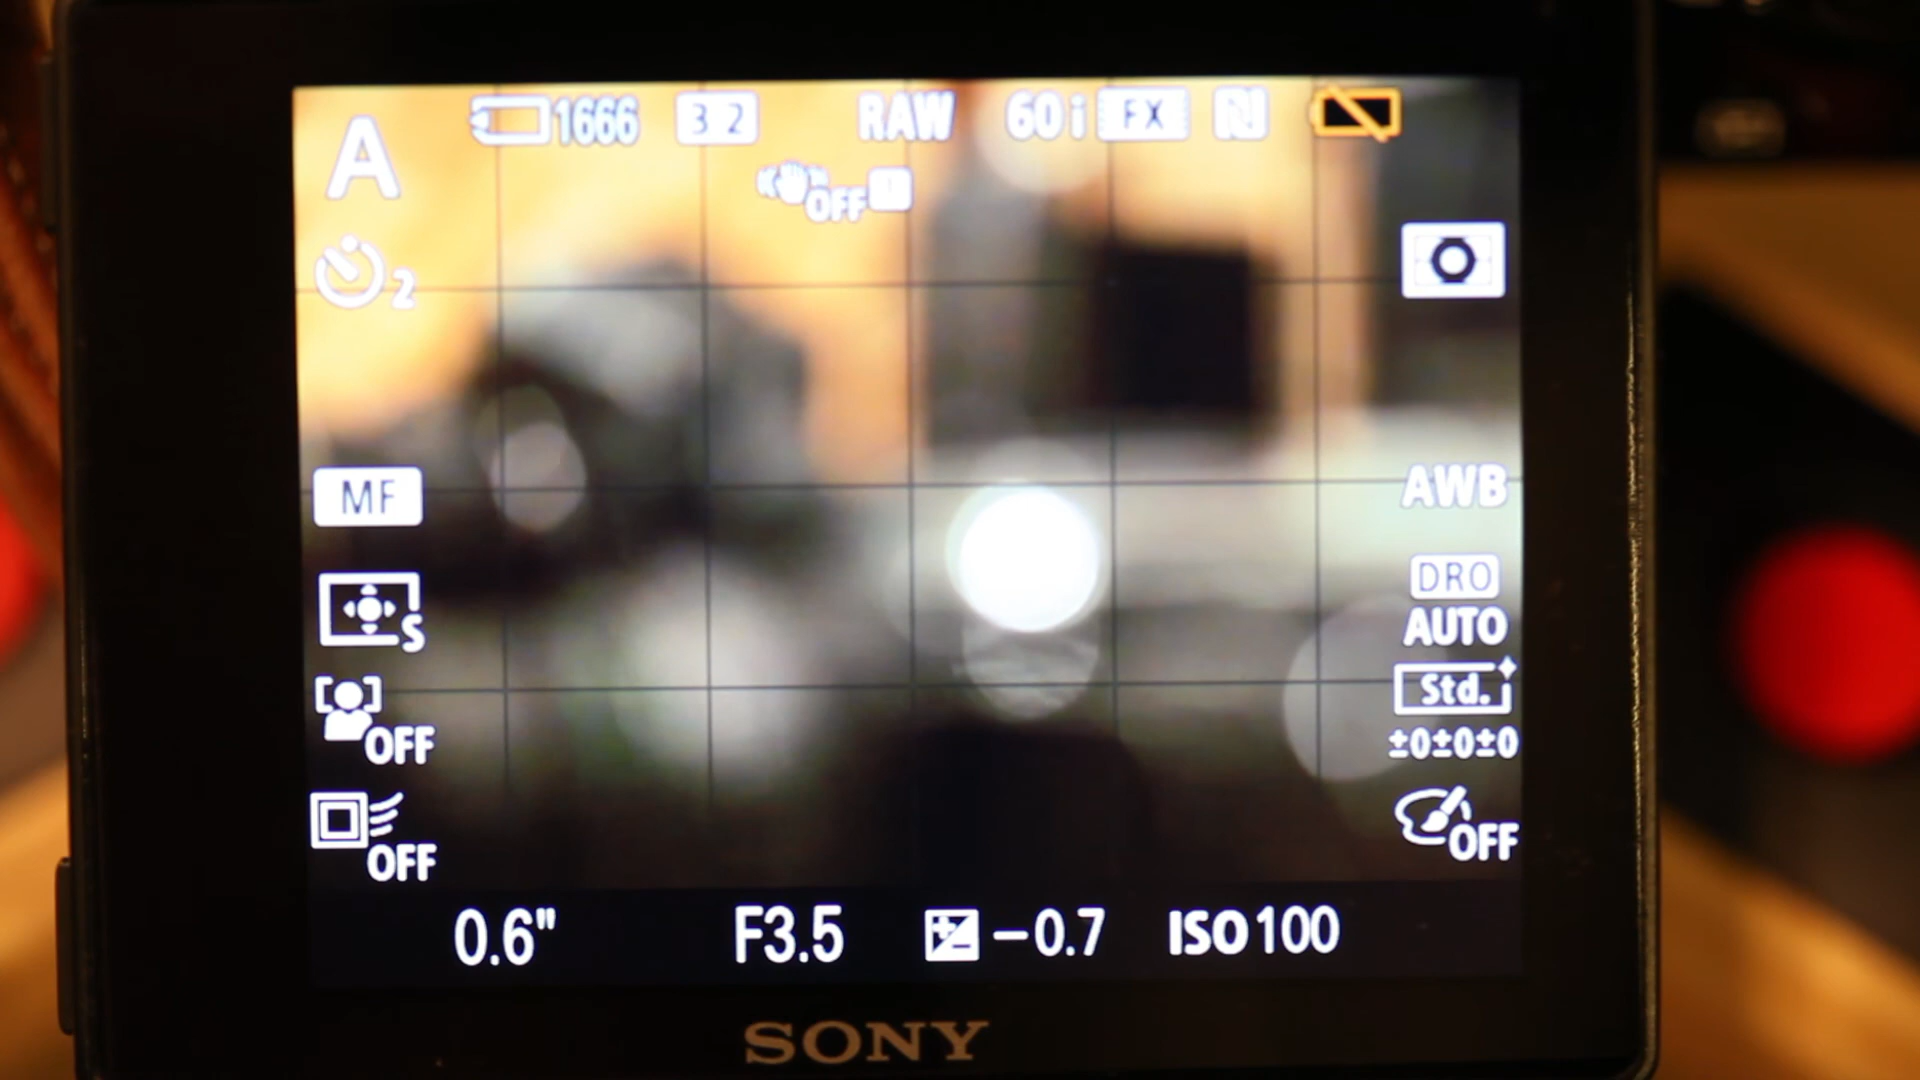 A 1666 3 2 RAW 60i FX N
OFF
2
MF
AWB
DRO
AUTO
S
Std.
OFF
±0±0±0
OFF
OFF
0.6" F3.5 −0.7 ISO100
SONY